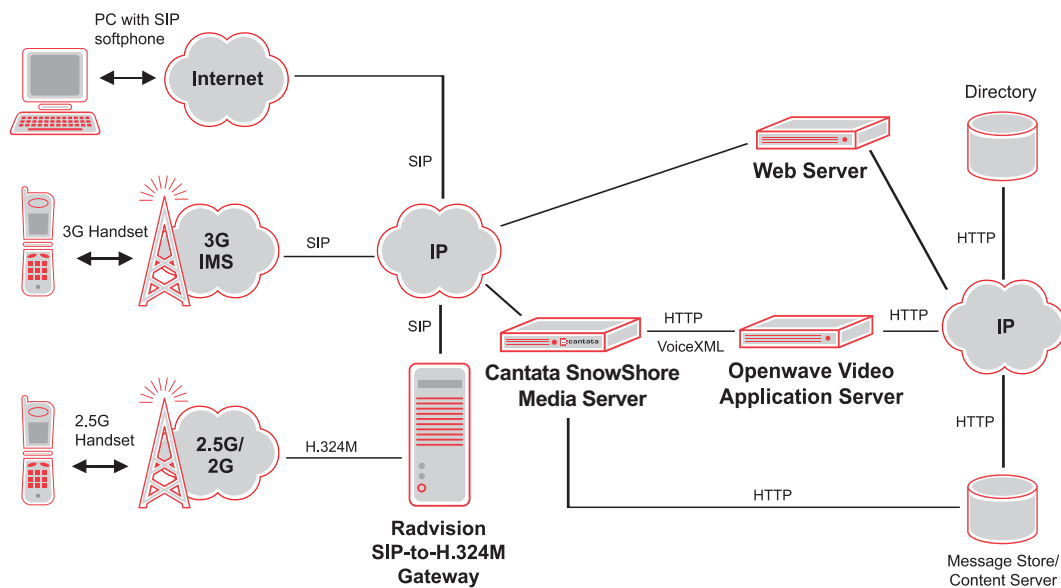 PC with SIP
softphone
Internet
SIP
3G Handset
3G
IMS
SIP
IP
SIP
2.5G
Handset
2.5G/
2G
H.324M
Radvision
SIP-to-H.324M
Gateway
Web Server
cantata
Cantata SnowShore
Media Server
HTTP
VoiceXML
Openwave Video
Application Server
HTTP
Directory
HTTP
IP
HTTP
HTTP
Message Store/
Content Server